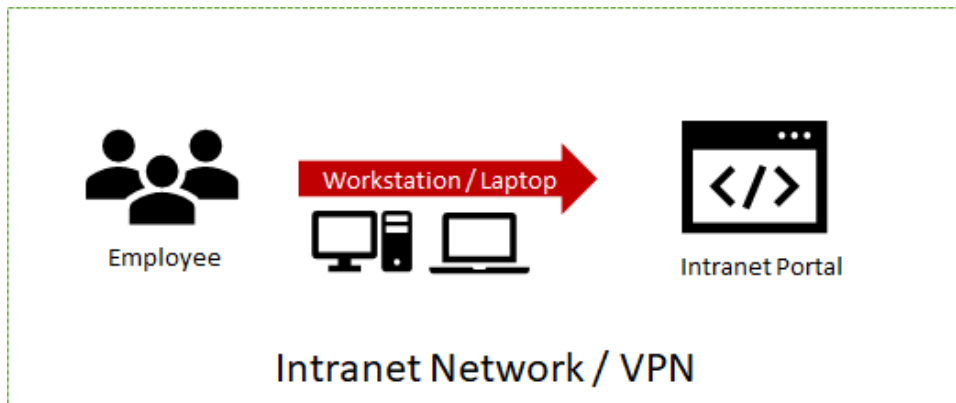 Workstation / Laptop
Employee
Intranet Portal
Intranet Network / VPN